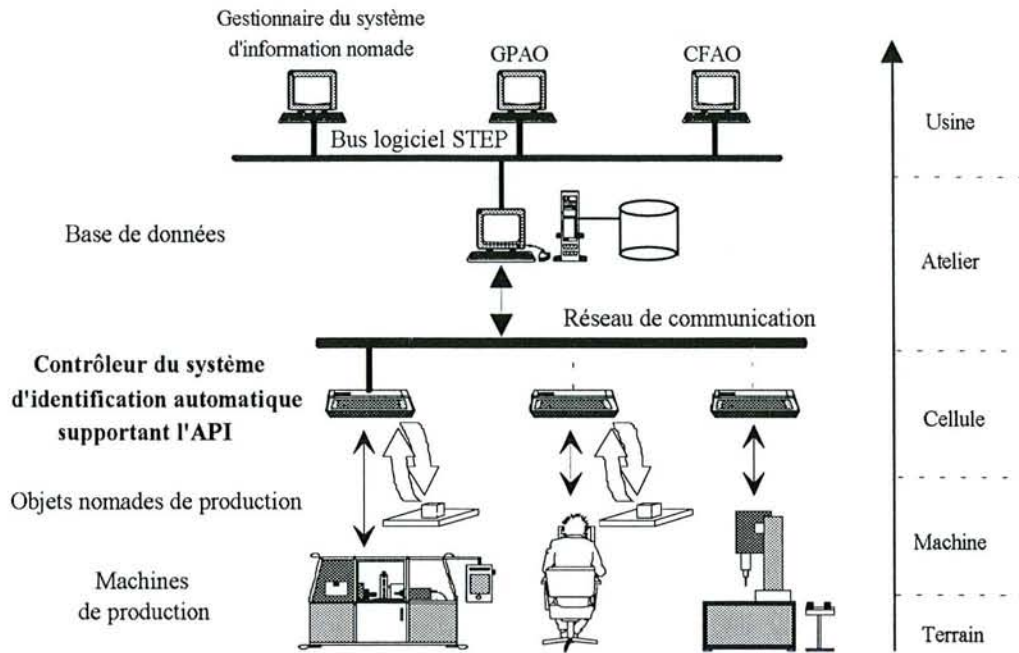 Gestionnaire du système
d'information nomade
GPAO
CFAO
Usine
Bus logiciel STEP
Base de données
Atelier
Réseau de communication
Contrôleur du système
d'identification automatique
supportant l'API
Cellule
Objets nomades de production
Machine
Machines
de production
Terrain